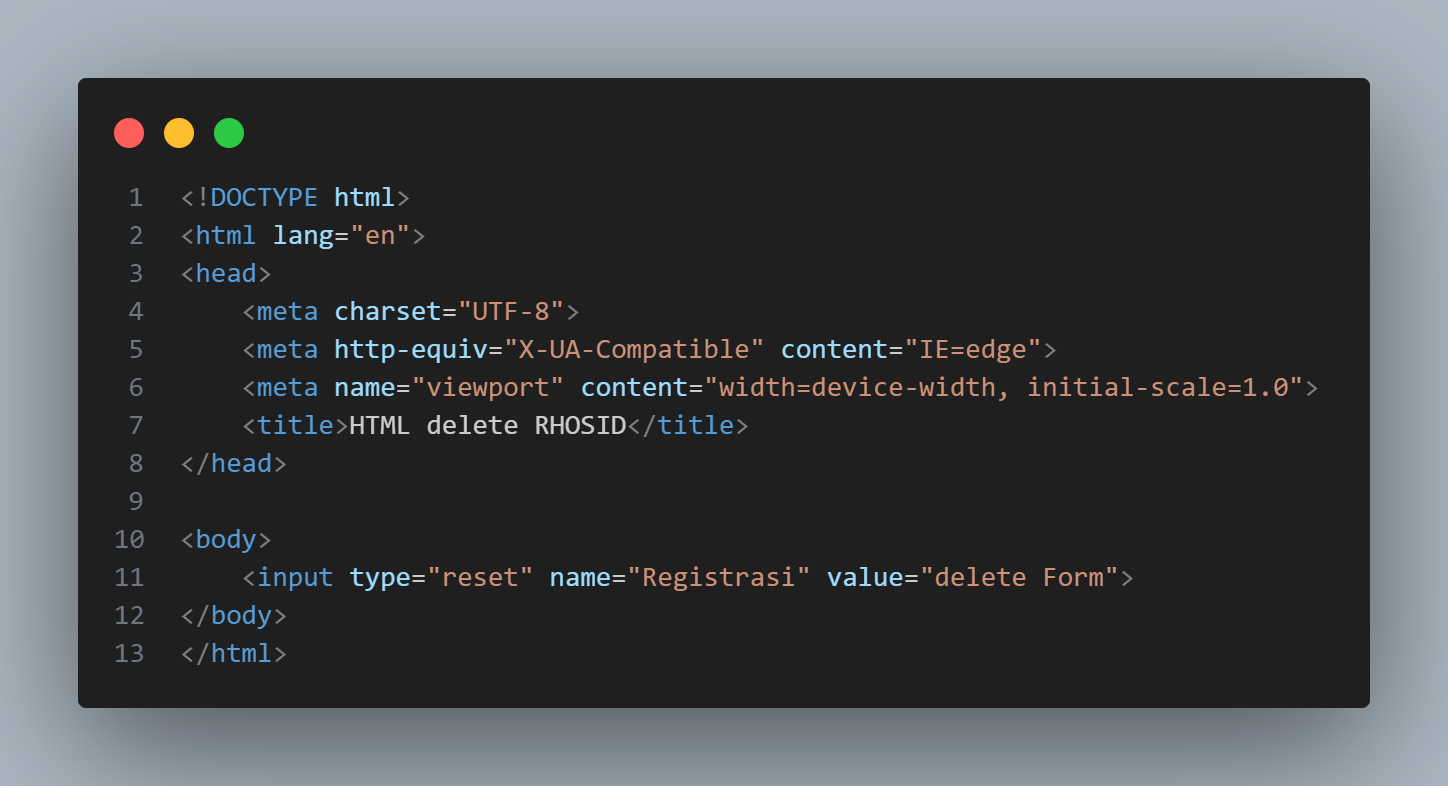 1 <!DOCTYPE html>
2 <html lang="en">
3 <head>
4     <meta charset="UTF-8">
5     <meta http-equiv="X-UA-Compatible" content="IE=edge">
6     <meta name="viewport" content="width=device-width, initial-scale=1.0">
7     <title>HTML delete RHOSID</title>
8 </head>
9
10 <body>
11     <input type="reset" name="Registrasi" value="delete Form">
12 </body>
13 </html>